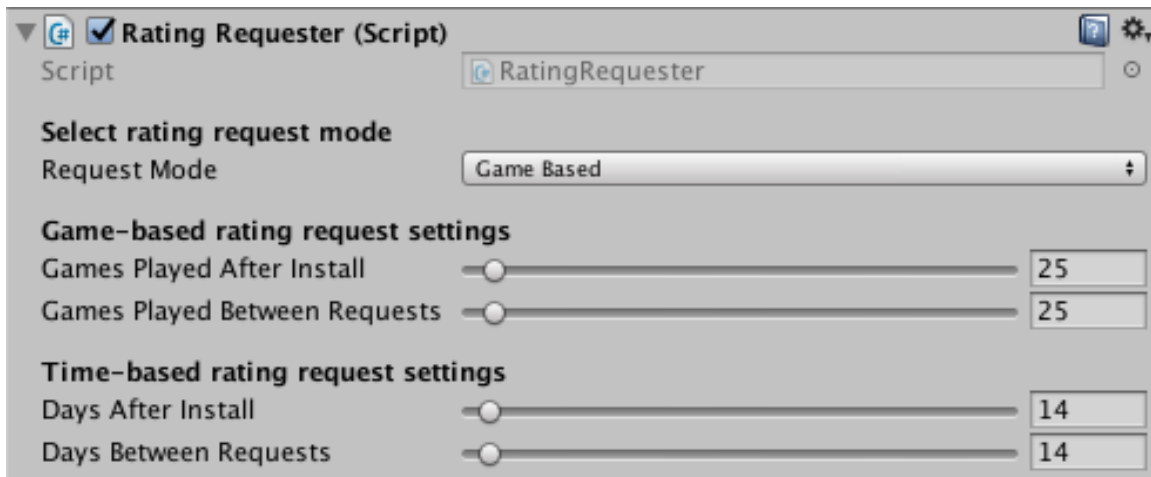 Rating Requester (Script)
Script RatingRequester
Select rating request mode
Request Mode Game Based
Game-based rating request settings
Games Played After Install 25
Games Played Between Requests 25
Time-based rating request settings
Days After Install 14
Days Between Requests 14